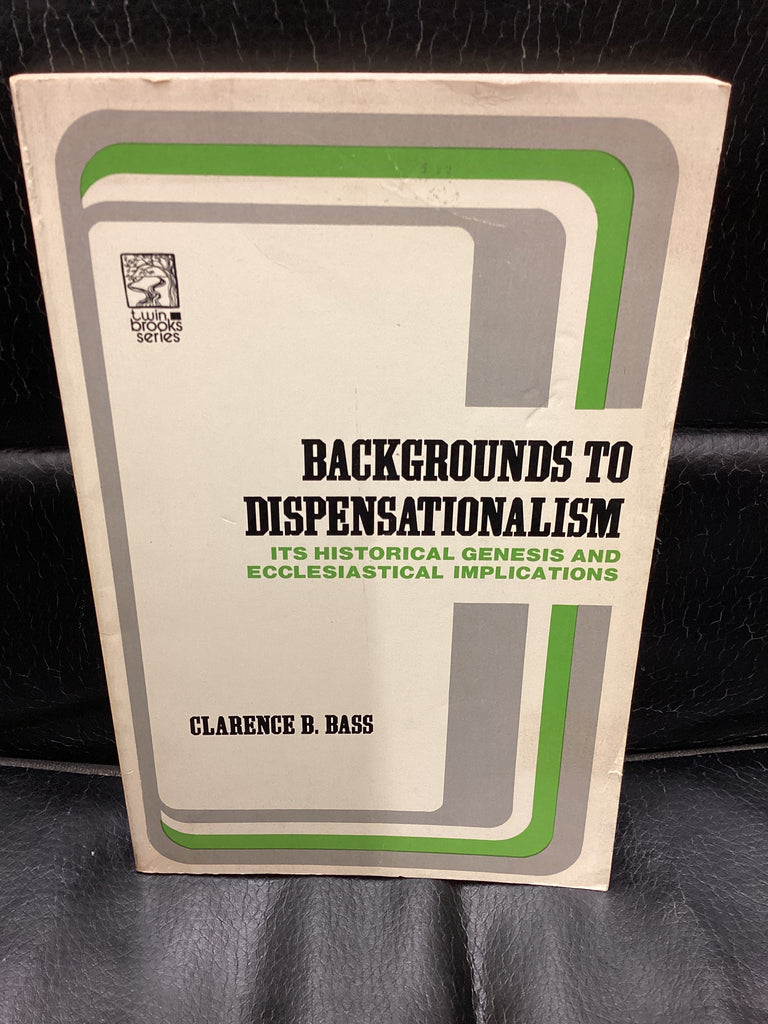 twin
brooks
series
BACKGROUNDS TO
DISPENSATIONALISM
ITS HISTORICAL GENESIS AND
ECCLESIASTICAL IMPLICATIONS
CLARENCE B. BASS